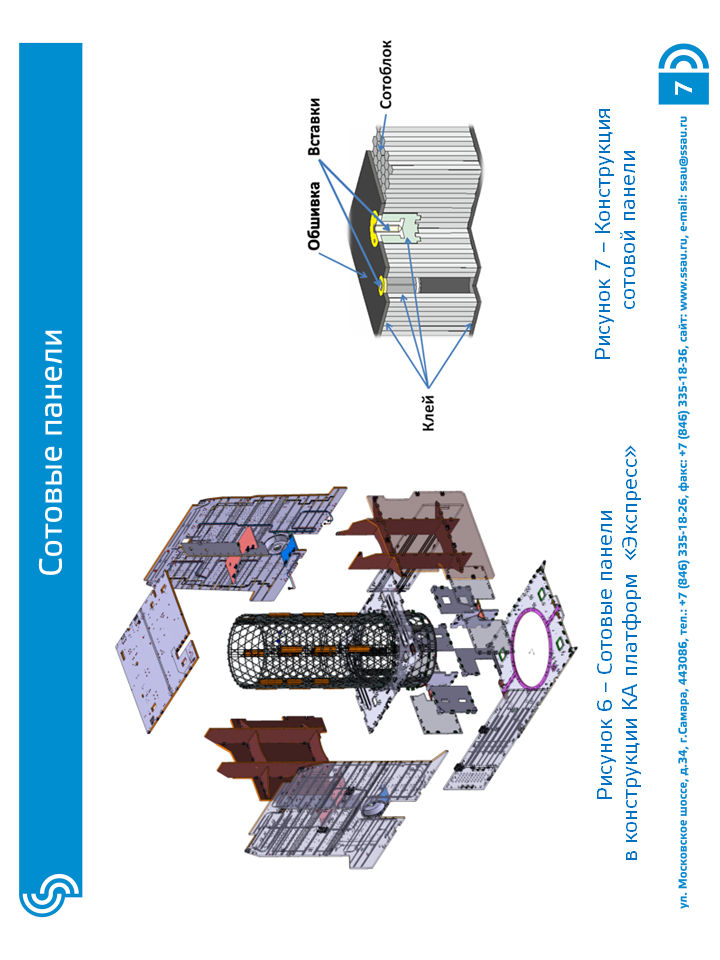 Сотовые панели
Обшивка
Вставки
Сотоблок
Клей
Рисунок 6 – Сотовые панели
в конструкции КА платформ «Экспресс»
Рисунок 7 – Конструкция
сотовой панели
ул. Московское шоссе, д.34, г.Самара, 443086, тел.: +7 (846) 335-18-26, факс: +7 (846) 335-18-36, сайт: www.ssau.ru, e-mail: ssau@ssau.ru
7